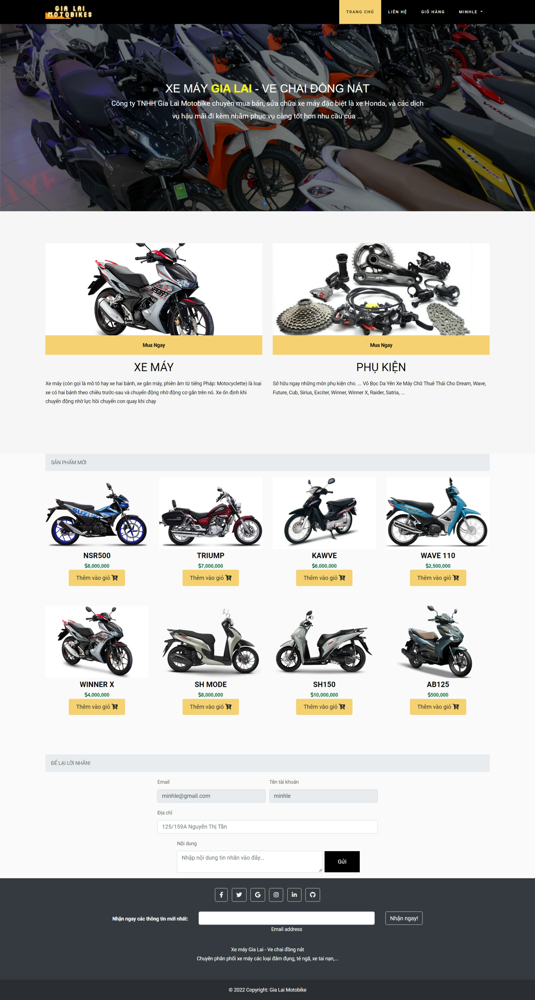 GIA LAI
MOTOBIKES
TRANG CHỦ
LIÊN HỆ
GIỎ HÀNG
MINHLE
XE MÁY GIA LAI - VE CHAI ĐỒNG NÁT
Công ty TNHH Gia Lai Motobike chuyên mua bán, sửa chữa xe máy đặc biệt là xe Honda, và các dịch
vụ hậu mãi đi kèm nhằm phục vụ càng tốt hơn nhu cầu của ...
VISION
SPORT
XT
XT
Mua Ngay
Mua Ngay
XE MÁY
PHỤ KIỆN
Xe máy (còn gọi là mô tô hay xe hai bánh, xe gắn máy, phiên âm từ tiếng Pháp: Motocyclette) là loại
xe có hai bánh theo chiều trước-sau và chuyển động nhờ động cơ gắn trên nó. Xe ổn định khi
chuyển động nhờ lực hồi chuyển con quay khi chạy
Sở hữu ngay những món phụ kiện cho. ... Vỏ Bọc Da Yên Xe Máy Chữ Thuê Thái Cho Dream, Wave,
Future, Cub, Sirius, Exciter, Winner, Winner X, Raider, Satria, ...
SẢN PHẨM MỚI
SUZUKI
NSR500
$8,000,000
Thêm vào giỏ
TRIUMP
$7,000,000
Thêm vào giỏ
KAWVE
$6,000,000
Thêm vào giỏ
WAVE 110
$2,500,000
Thêm vào giỏ
SPORT
WINNER X
$4,000,000
Thêm vào giỏ
SH MODE
$8,000,000
Thêm vào giỏ
SH150
$10,000,000
Thêm vào giỏ
AB125
$500,000
Thêm vào giỏ
ĐỂ LẠI LỜI NHẮN!
Email
Tên tài khoản
minhle@gmail.com
minhle
Địa chỉ
125/159A Nguyễn Thị Tần
Nội dung
Nhập nội dung tin nhắn vào đây...
Gửi
Nhận ngay các thông tin mới nhất:
Nhận ngay!
Email address
Xe máy Gia Lai - Ve chai đồng nát
Chuyên phân phối xe máy các loại đâm đụng, té ngã, xe tai nạn,...
© 2022 Copyright: Gia Lai Motobike